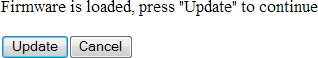 Firmware is loaded, press "Update" to continue
Update Cancel